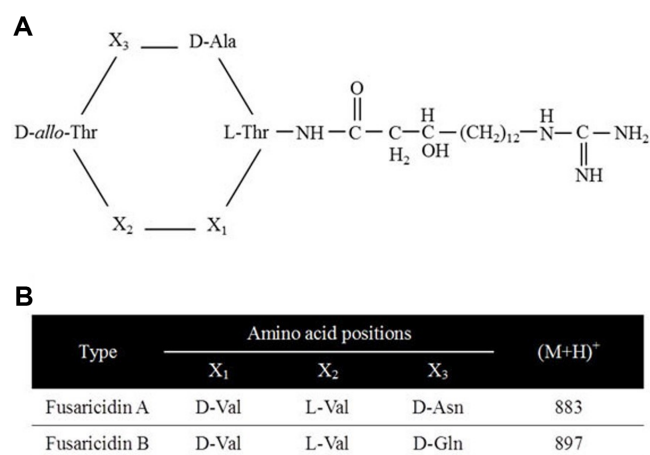 A
X₃ — D-Ala
O
D-allo-Thr L-Thr — NH — C — C — C — (CH₂)₁₂ — N — C — NH₂
H H
H₂ OH
NH
X₂ — X₁
B
Type Amino acid positions (M+H)⁺
X₁ X₂ X₃
Fusaricidin A D-Val L-Val D-Asn 883
Fusaricidin B D-Val L-Val D-Gln 897